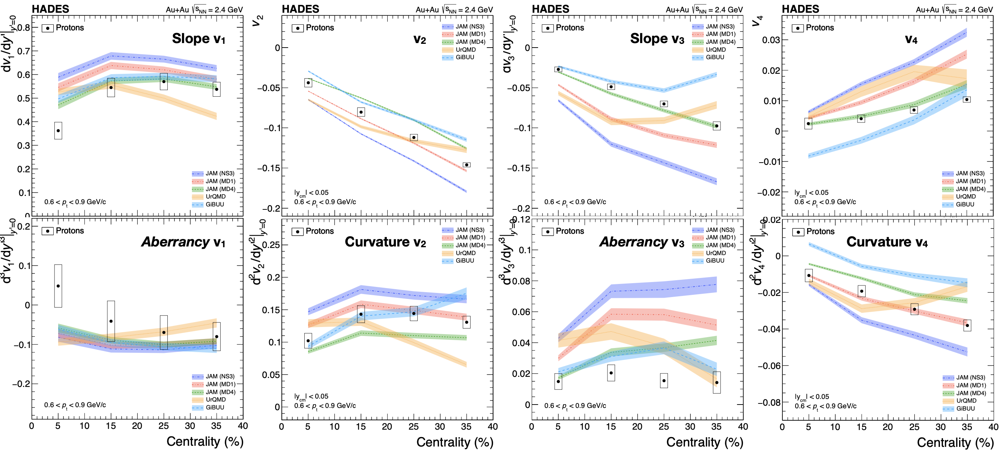 HADES Au+Au √sNN = 2.4 GeV
dv1/dy'|y'=0
Protons
Slope v1
0.8
0.7
0.6
0.5
0.4
0.3
0.2
0.1
0
JAM (NS3)
JAM (MD1)
JAM (MD4)
UrQMD
GiBUU
0.6 < pt < 0.9 GeV/c
HADES Au+Au √sNN = 2.4 GeV
v2
Protons
v2
JAM (NS3)
JAM (MD1)
JAM (MD4)
UrQMD
GiBUU
0
−0.05
−0.1
−0.15
−0.2
|ycm| < 0.05
0.6 < pt < 0.9 GeV/c
HADES Au+Au √sNN = 2.4 GeV
dv3/dy'|y'=0
Protons
Slope v3
JAM (NS3)
JAM (MD1)
JAM (MD4)
UrQMD
GiBUU
0
−0.05
−0.1
−0.15
−0.2
0.6 < pt < 0.9 GeV/c
HADES Au+Au √sNN = 2.4 GeV
v4
Protons
v4
0.03
0.02
0.01
0
−0.01
−0.02
JAM (NS3)
JAM (MD1)
JAM (MD4)
UrQMD
GiBUU
|ycm| < 0.05
0.6 < pt < 0.9 GeV/c
d³v1/dy'³|y'=0
Protons
Aberrancy v1
0.2
0.1
0
−0.1
−0.2
JAM (NS3)
JAM (MD1)
JAM (MD4)
UrQMD
GiBUU
0.6 < pt < 0.9 GeV/c
0 5 10 15 20 25 30 35 40
Centrality (%)
d²v2/dy'²|y'=0
Protons
Curvature v2
JAM (NS3)
JAM (MD1)
JAM (MD4)
UrQMD
GiBUU
0.25
0.2
0.15
0.1
0.05
0
|ycm| < 0.05
0.6 < pt < 0.9 GeV/c
0 5 10 15 20 25 30 35 40
Centrality (%)
d³v3/dy'³|y'=0
Protons
Aberrancy v3
JAM (NS3)
JAM (MD1)
JAM (MD4)
UrQMD
GiBUU
0.12
0.1
0.08
0.06
0.04
0.02
0
0.6 < pt < 0.9 GeV/c
0 5 10 15 20 25 30 35 40
Centrality (%)
d²v4/dy'²|y'=0
Protons
Curvature v4
0.02
0
−0.02
−0.04
−0.06
−0.08
JAM (NS3)
JAM (MD1)
JAM (MD4)
UrQMD
GiBUU
|ycm| < 0.05
0.6 < pt < 0.9 GeV/c
0 5 10 15 20 25 30 35 40
Centrality (%)